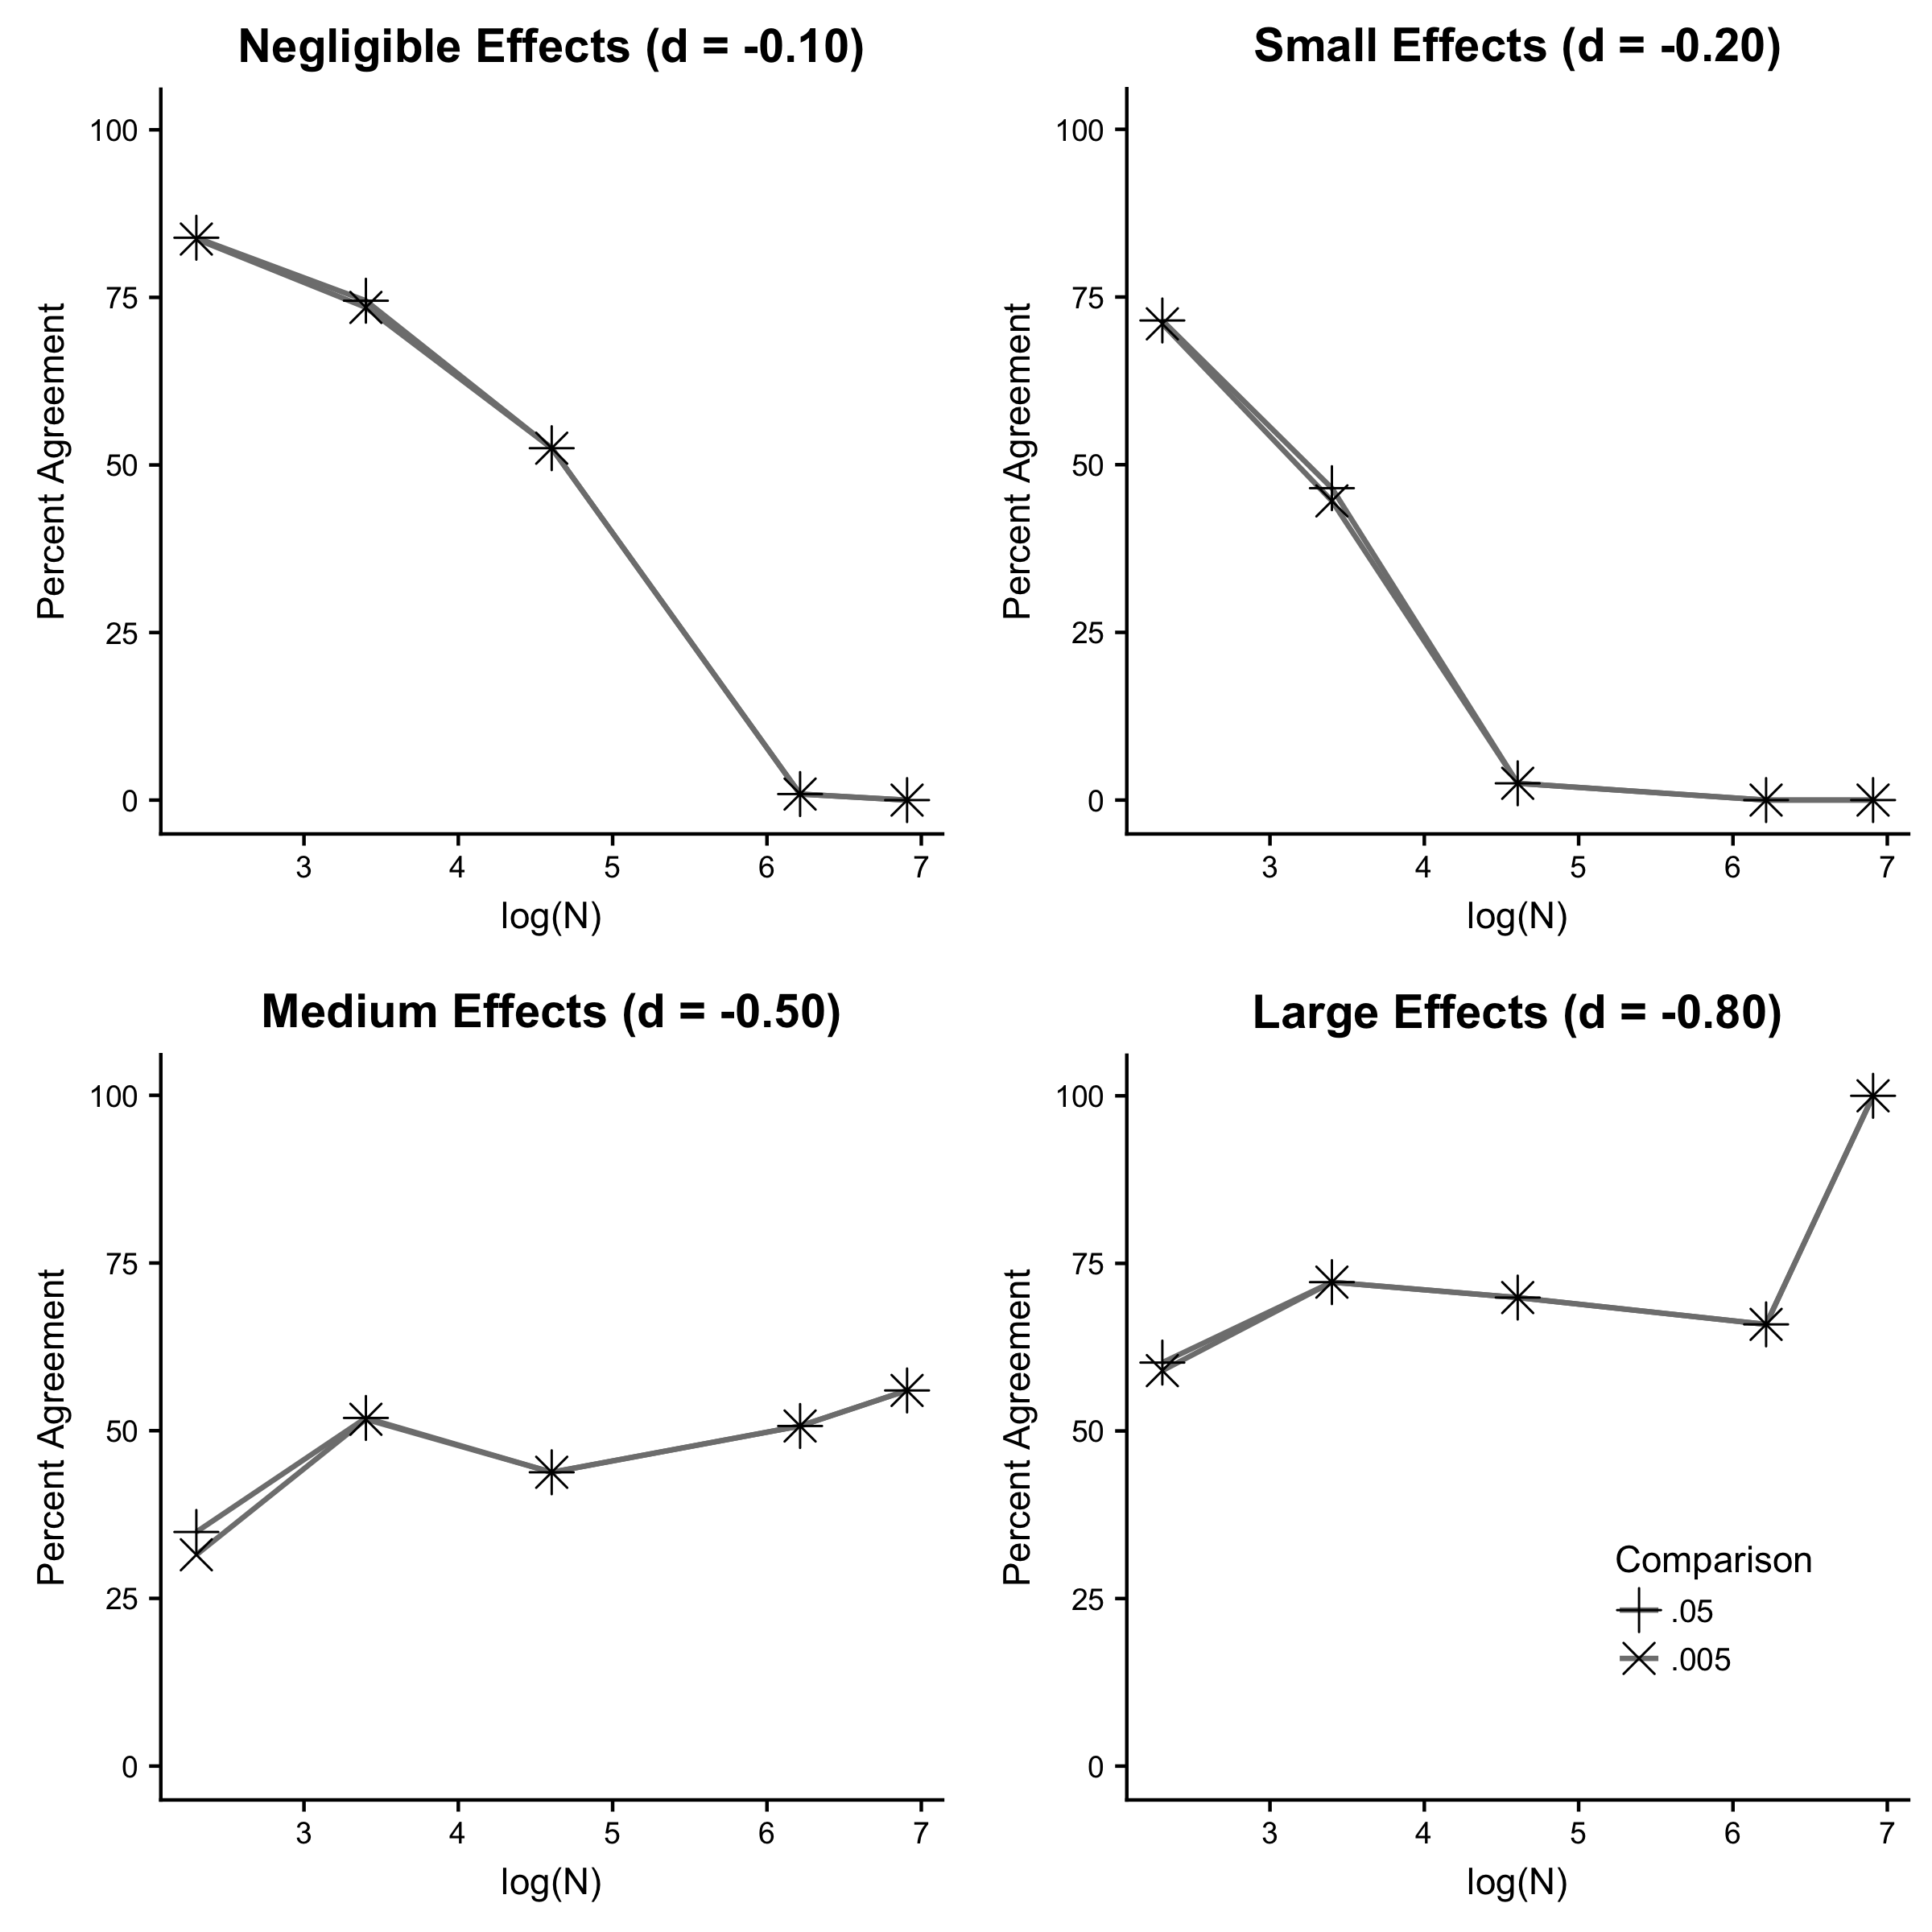 Negligible Effects (d = -0.10)
Percent Agreement
100
75
50
25
0
3 4 5 6 7
log(N)
Small Effects (d = -0.20)
Percent Agreement
100
75
50
25
0
3 4 5 6 7
log(N)
Medium Effects (d = -0.50)
Percent Agreement
100
75
50
25
0
3 4 5 6 7
log(N)
Large Effects (d = -0.80)
Percent Agreement
100
75
50
25
0
Comparison
.05
.005
3 4 5 6 7
log(N)